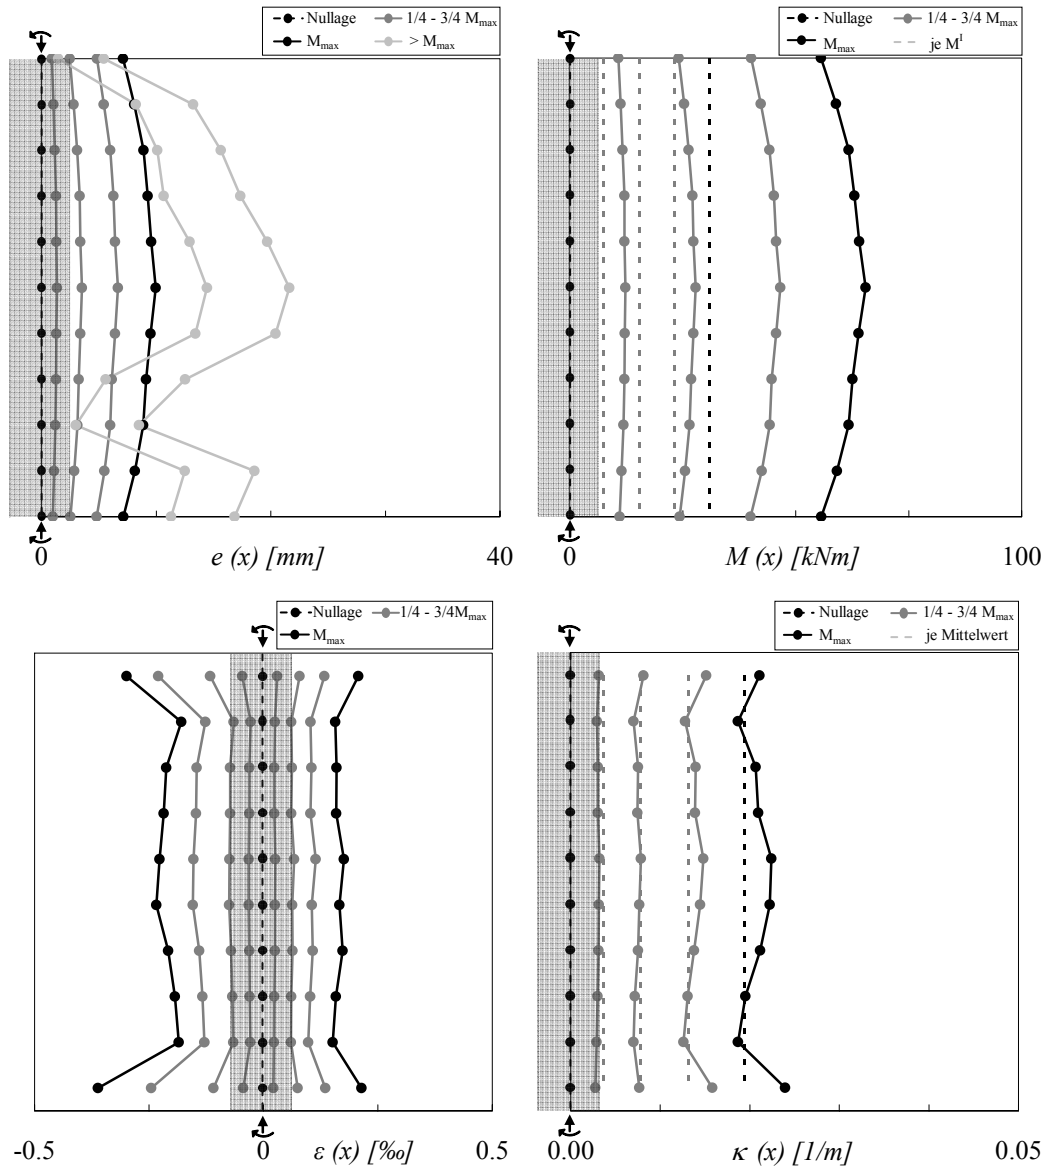 Nullage 1/4 - 3/4 Mmax
Mmax > Mmax
0 e (x) [mm] 40
Nullage 1/4 - 3/4 Mmax
Mmax je M^I
0 M (x) [kNm] 100
Nullage 1/4 - 3/4Mmax
Mmax
-0.5 0 ε (x) [‰] 0.5
Nullage 1/4 - 3/4 Mmax
Mmax je Mittelwert
0.00 κ (x) [1/m] 0.05